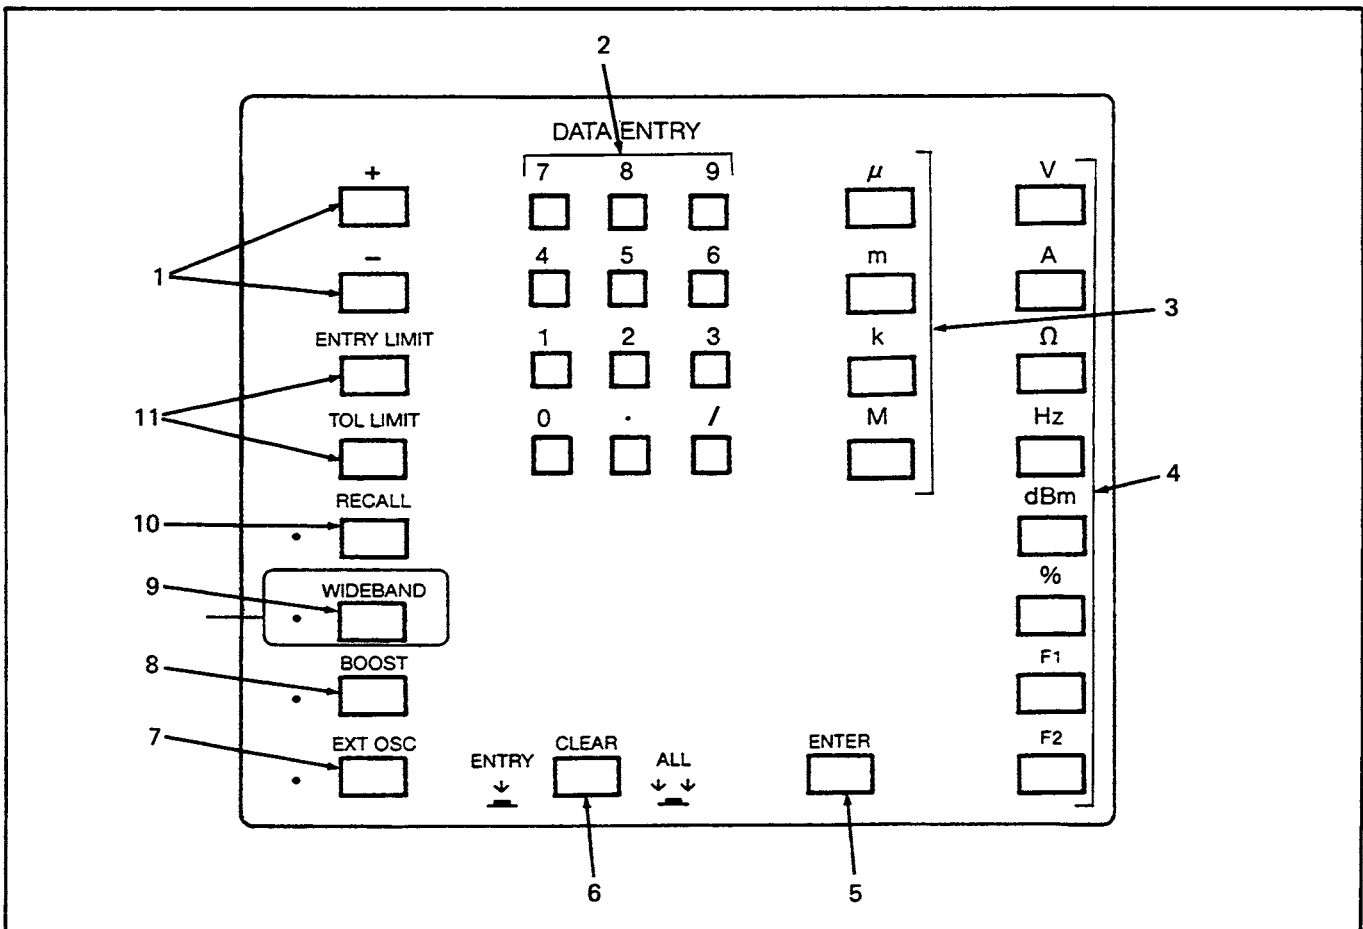 2
DATA ENTRY
+ 7 8 9 μ V
1 − 4 5 6 m A
3
ENTRY LIMIT 1 2 3 k Ω
11
TOL LIMIT 0 . / M Hz
4
10 RECALL dBm
9 WIDEBAND %
8 BOOST F1
7 EXT OSC ENTRY CLEAR ALL ENTER F2
6 5